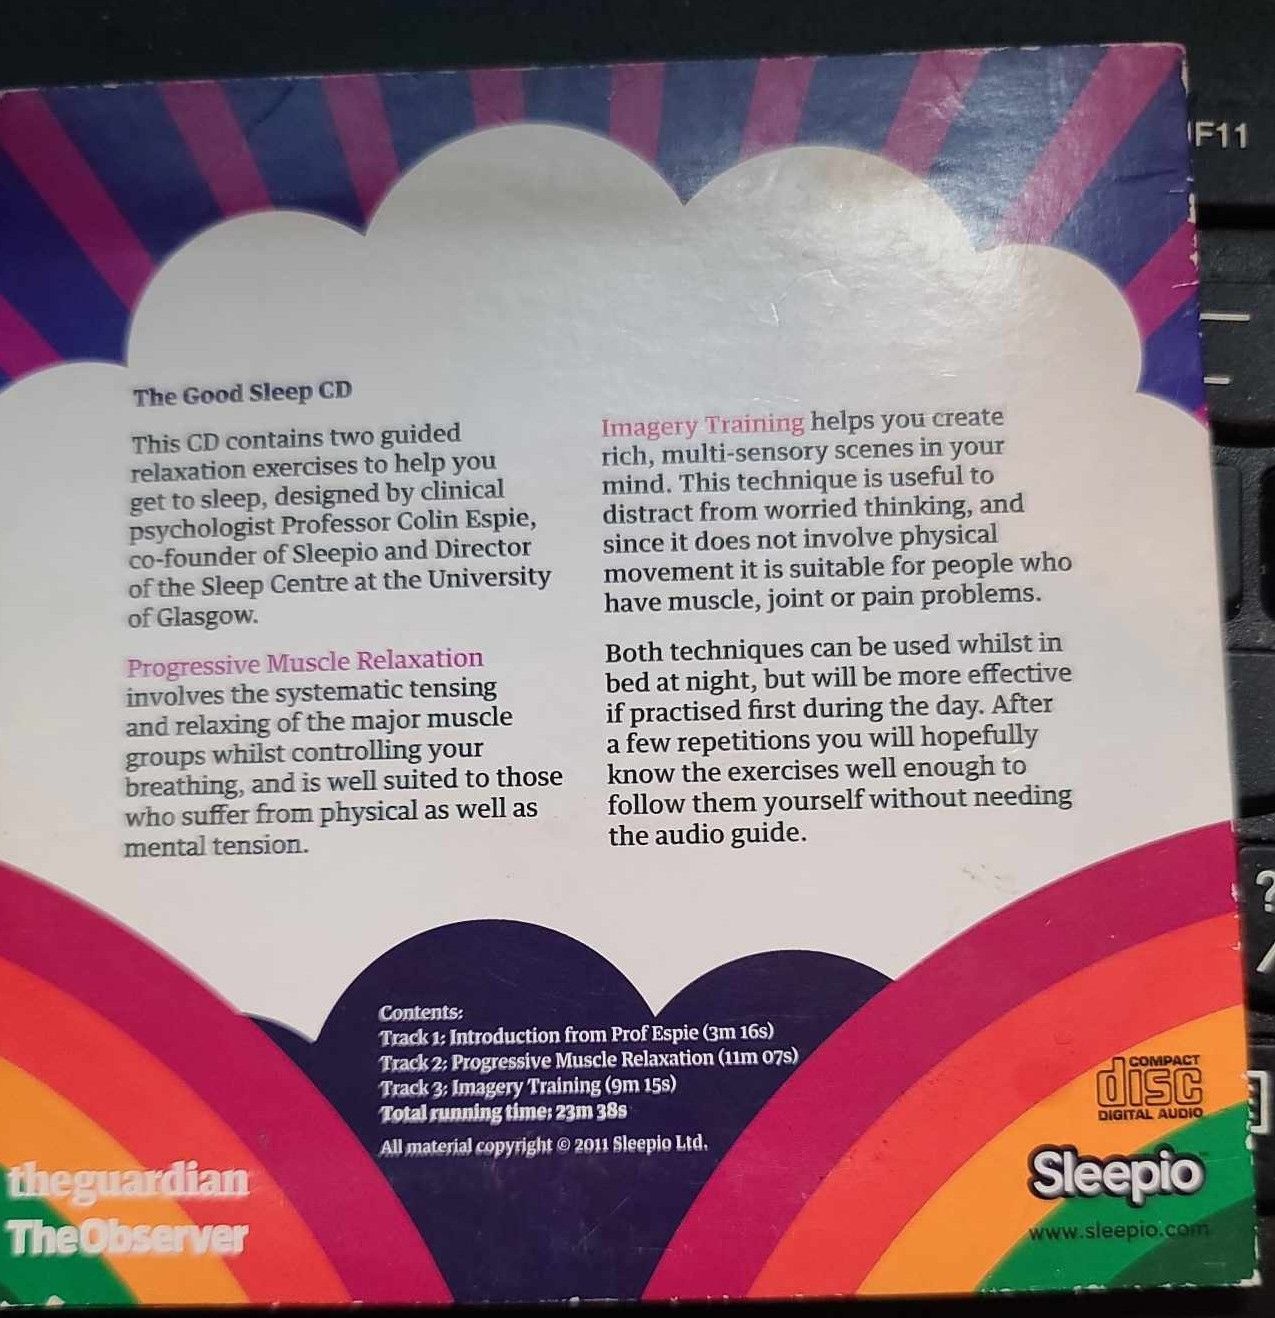 The Good Sleep CD
This CD contains two guided
relaxation exercises to help you
get to sleep, designed by clinical
psychologist Professor Colin Espie,
co-founder of Sleepio and Director
of the Sleep Centre at the University
of Glasgow.
Progressive Muscle Relaxation
involves the systematic tensing
and relaxing of the major muscle
groups whilst controlling your
breathing, and is well suited to those
who suffer from physical as well as
mental tension.
Imagery Training helps you create
rich, multi-sensory scenes in your
mind. This technique is useful to
distract from worried thinking, and
since it does not involve physical
movement it is suitable for people who
have muscle, joint or pain problems.
Both techniques can be used whilst in
bed at night, but will be more effective
if practised first during the day. After
a few repetitions you will hopefully
know the exercises well enough to
follow them yourself without needing
the audio guide.
Contents:
Track 1: Introduction from Prof Espie (3m 16s)
Track 2: Progressive Muscle Relaxation (11m 07s)
Track 3: Imagery Training (9m 15s)
Total running time: 23m 38s
All material copyright © 2011 Sleepio Ltd.
theguardian
TheObserver
COMPACT
disc
DIGITAL AUDIO
Sleepio™
www.sleepio.com
F11
?
/